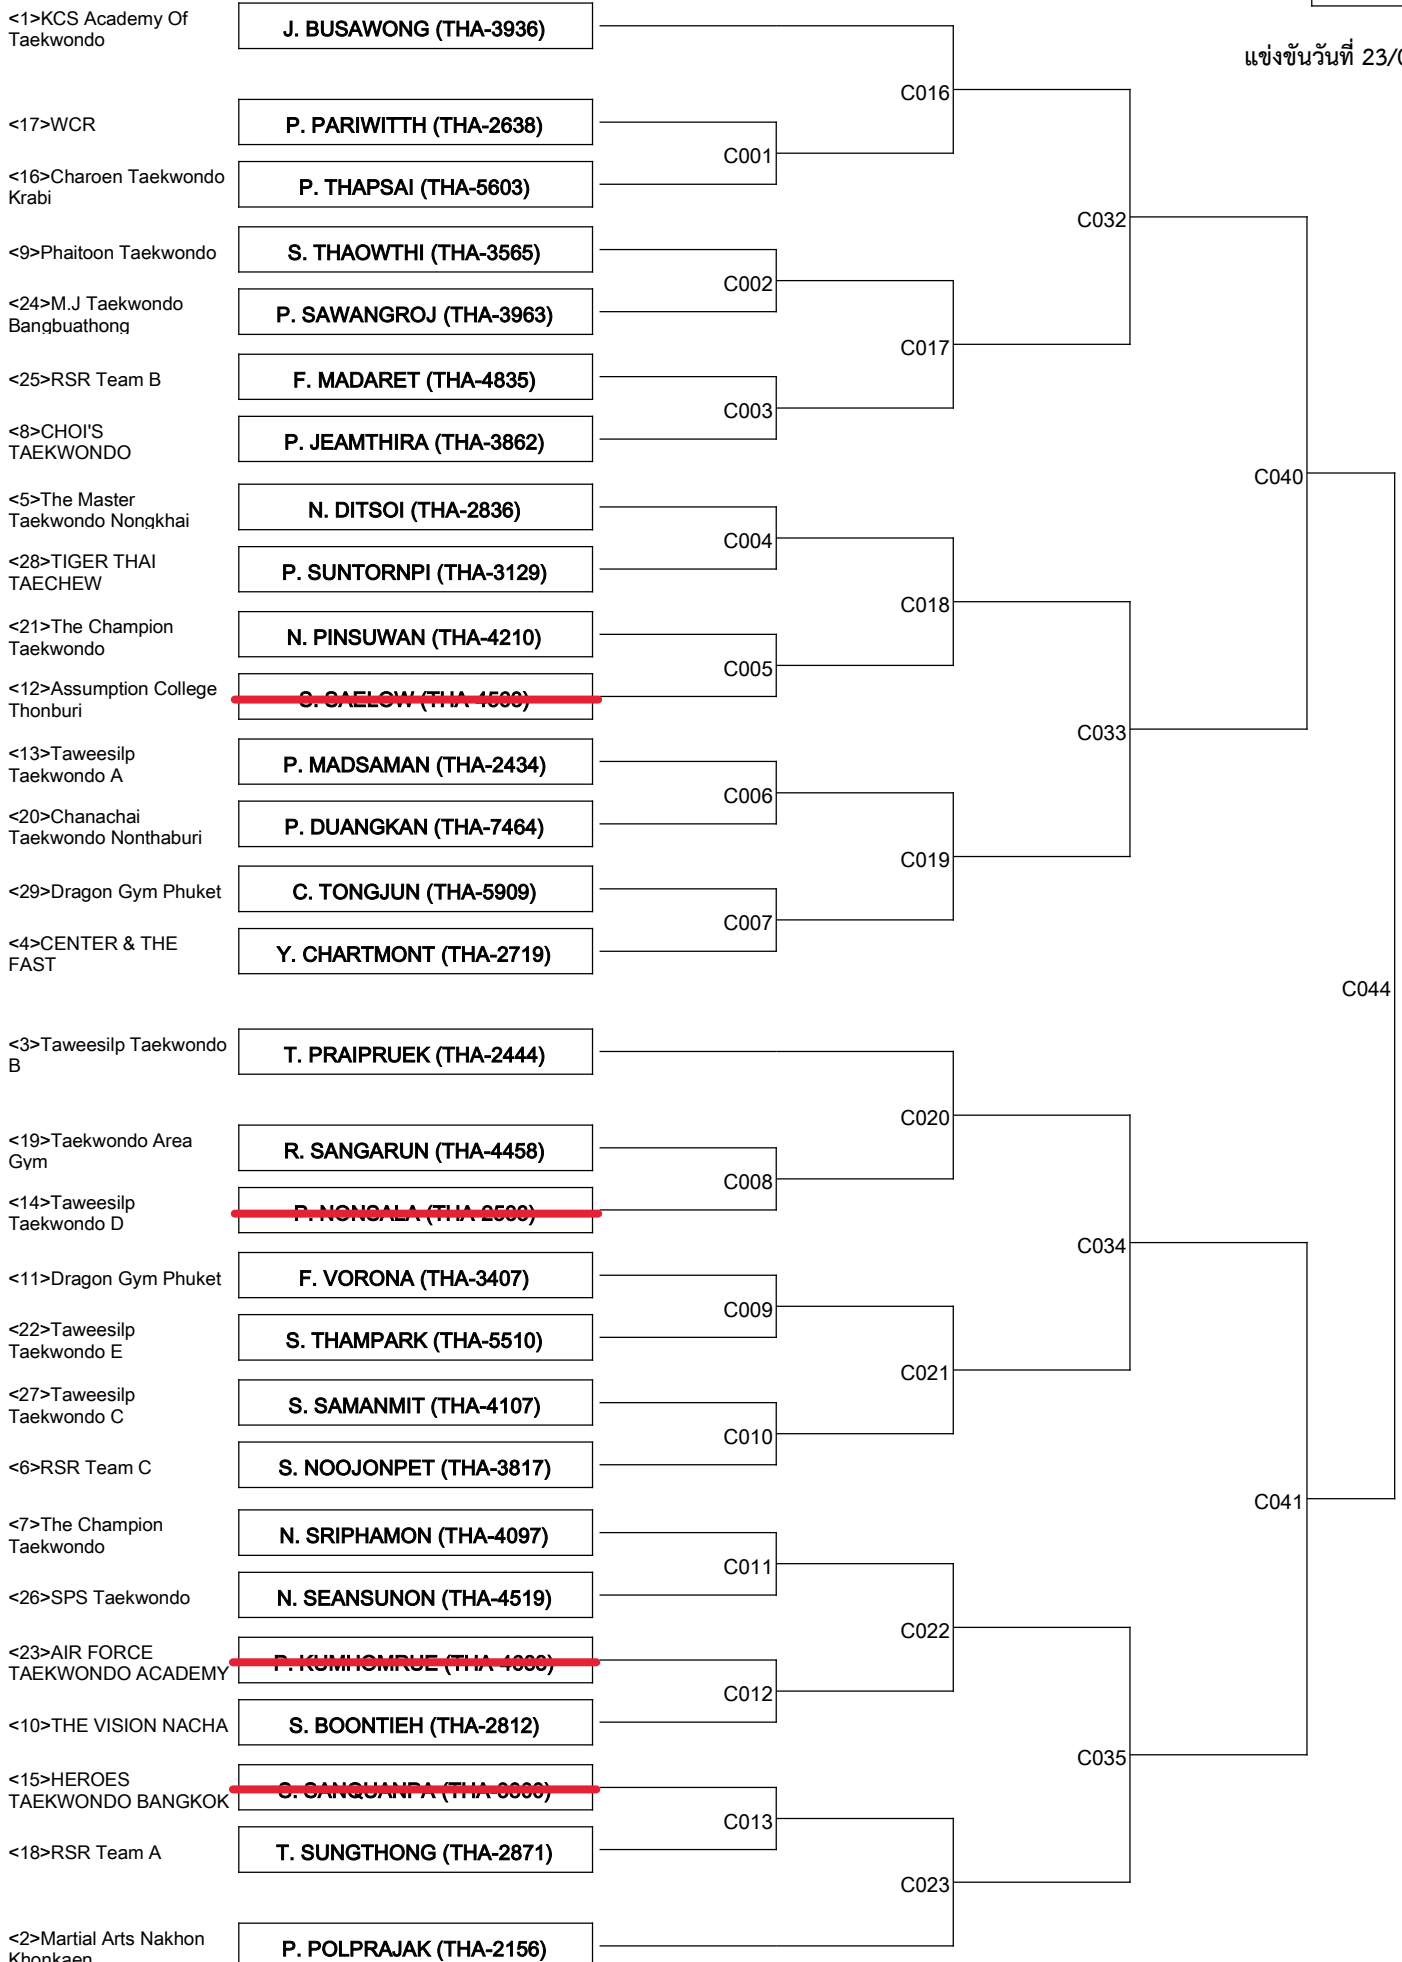 <1>KCS Academy Of
Taekwondo
J. BUSAWONG (THA-3936)
แข่งขันวันที่ 23/0
C016
<17>WCR
P. PARIWITTH (THA-2638)
C001
<16>Charoen Taekwondo
Krabi
P. THAPSAI (THA-5603)
C032
<9>Phaitoon Taekwondo
S. THAOWTHI (THA-3565)
C002
<24>M.J Taekwondo
Bangbuathong
P. SAWANGROJ (THA-3963)
C017
<25>RSR Team B
F. MADARET (THA-4835)
C003
<8>CHOI'S
TAEKWONDO
P. JEAMTHIRA (THA-3862)
C040
<5>The Master
Taekwondo Nongkhai
N. DITSOI (THA-2836)
C004
<28>TIGER THAI
TAECHEW
P. SUNTORNPI (THA-3129)
C018
<21>The Champion
Taekwondo
N. PINSUWAN (THA-4210)
C005
<12>Assumption College
Thonburi
S. SAELOW
C033
<13>Taweesilp
Taekwondo A
P. MADSAMAN (THA-2434)
C006
<20>Chanachai
Taekwondo Nonthaburi
P. DUANGKAN (THA-7464)
C019
<29>Dragon Gym Phuket
C. TONGJUN (THA-5909)
C007
<4>CENTER & THE
FAST
Y. CHARTMONT (THA-2719)
C044
<3>Taweesilp Taekwondo
B
T. PRAIPRUEK (THA-2444)
C020
<19>Taekwondo Area
Gym
R. SANGARUN (THA-4458)
C008
<14>Taweesilp
Taekwondo D
P. NONSALA
C034
<11>Dragon Gym Phuket
F. VORONA (THA-3407)
C009
<22>Taweesilp
Taekwondo E
S. THAMPARK (THA-5510)
C021
<27>Taweesilp
Taekwondo C
S. SAMANMIT (THA-4107)
C010
<6>RSR Team C
S. NOOJONPET (THA-3817)
C041
<7>The Champion
Taekwondo
N. SRIPHAMON (THA-4097)
C011
<26>SPS Taekwondo
N. SEANSUNON (THA-4519)
C022
<23>AIR FORCE
TAEKWONDO ACADEMY
P. KUMHOMRUE
C012
<10>THE VISION NACHA
S. BOONTIEH (THA-2812)
C035
<15>HEROES
TAEKWONDO BANGKOK
S. SANQUANPA
C013
<18>RSR Team A
T. SUNGTHONG (THA-2871)
C023
<2>Martial Arts Nakhon
Khonkaen
P. POLPRAJAK (THA-2156)